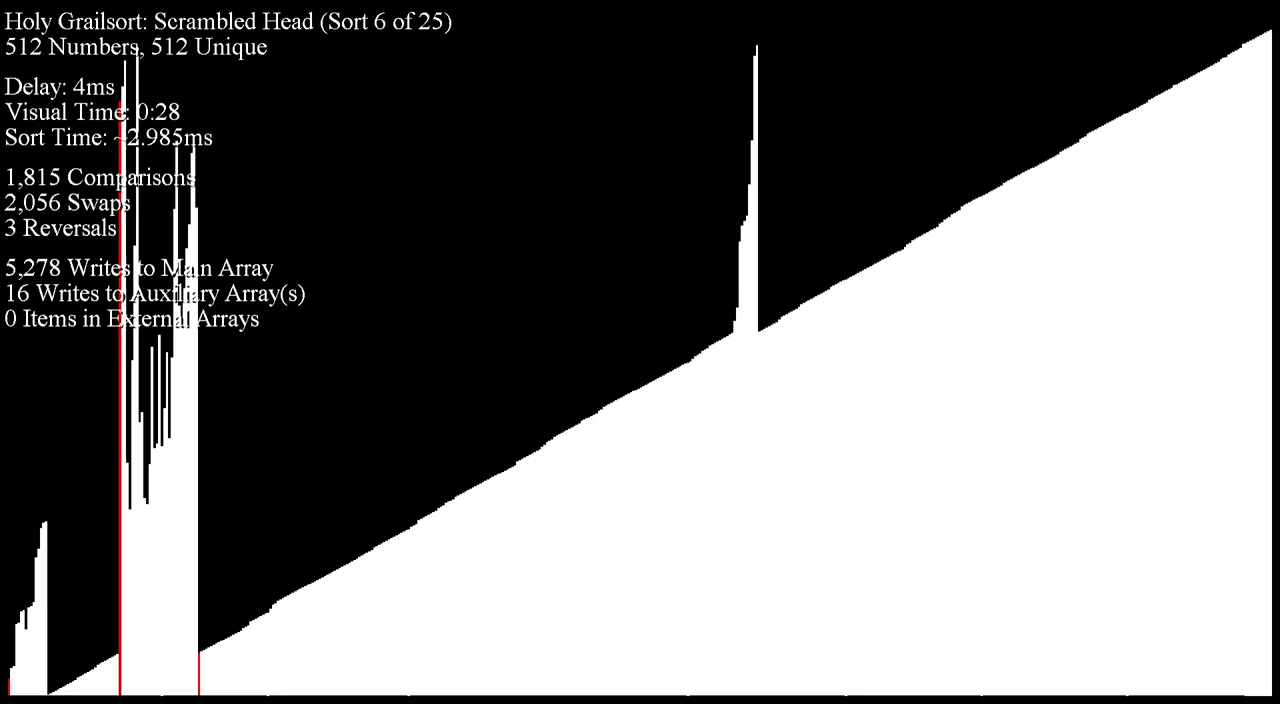 Holy Grailsort: Scrambled Head (Sort 6 of 25)
512 Numbers, 512 Unique
Delay: 4ms
Visual Time: 0:28
Sort Time: ~2.985ms
1,815 Comparisons
2,056 Swaps
3 Reversals
5,278 Writes to Main Array
16 Writes to Auxiliary Array(s)
0 Items in External Arrays